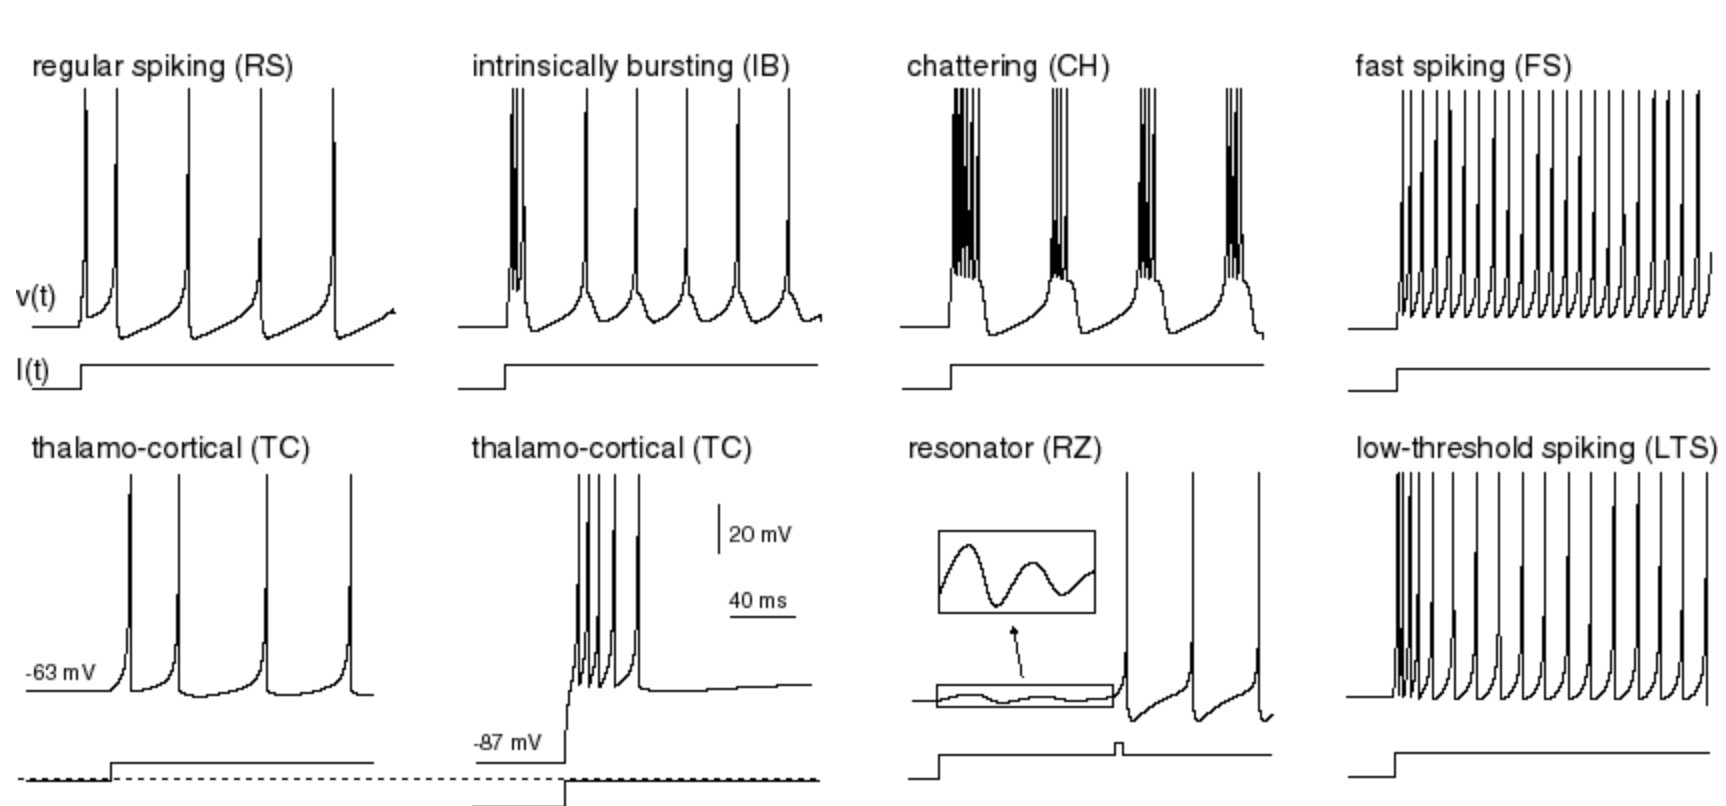 regular spiking (RS)
intrinsically bursting (IB)
chattering (CH)
fast spiking (FS)
v(t)
I(t)
thalamo-cortical (TC)
thalamo-cortical (TC)
resonator (RZ)
low-threshold spiking (LTS)
20 mV
40 ms
-63 mV
-87 mV